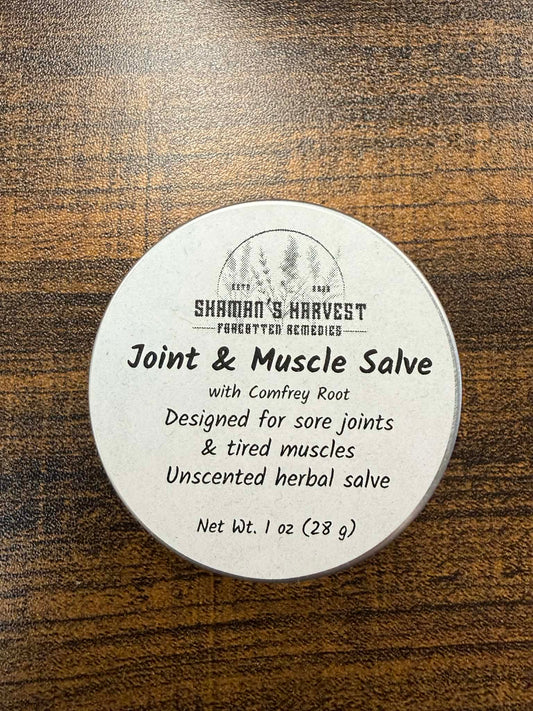 ESTD
SHAMAN'S HARVEST
FORGOTTEN REMEDIES
Joint & Muscle Salve
with Comfrey Root
Designed for sore joints
& tired muscles
Unscented herbal salve
Net Wt. 1 oz (28 g)